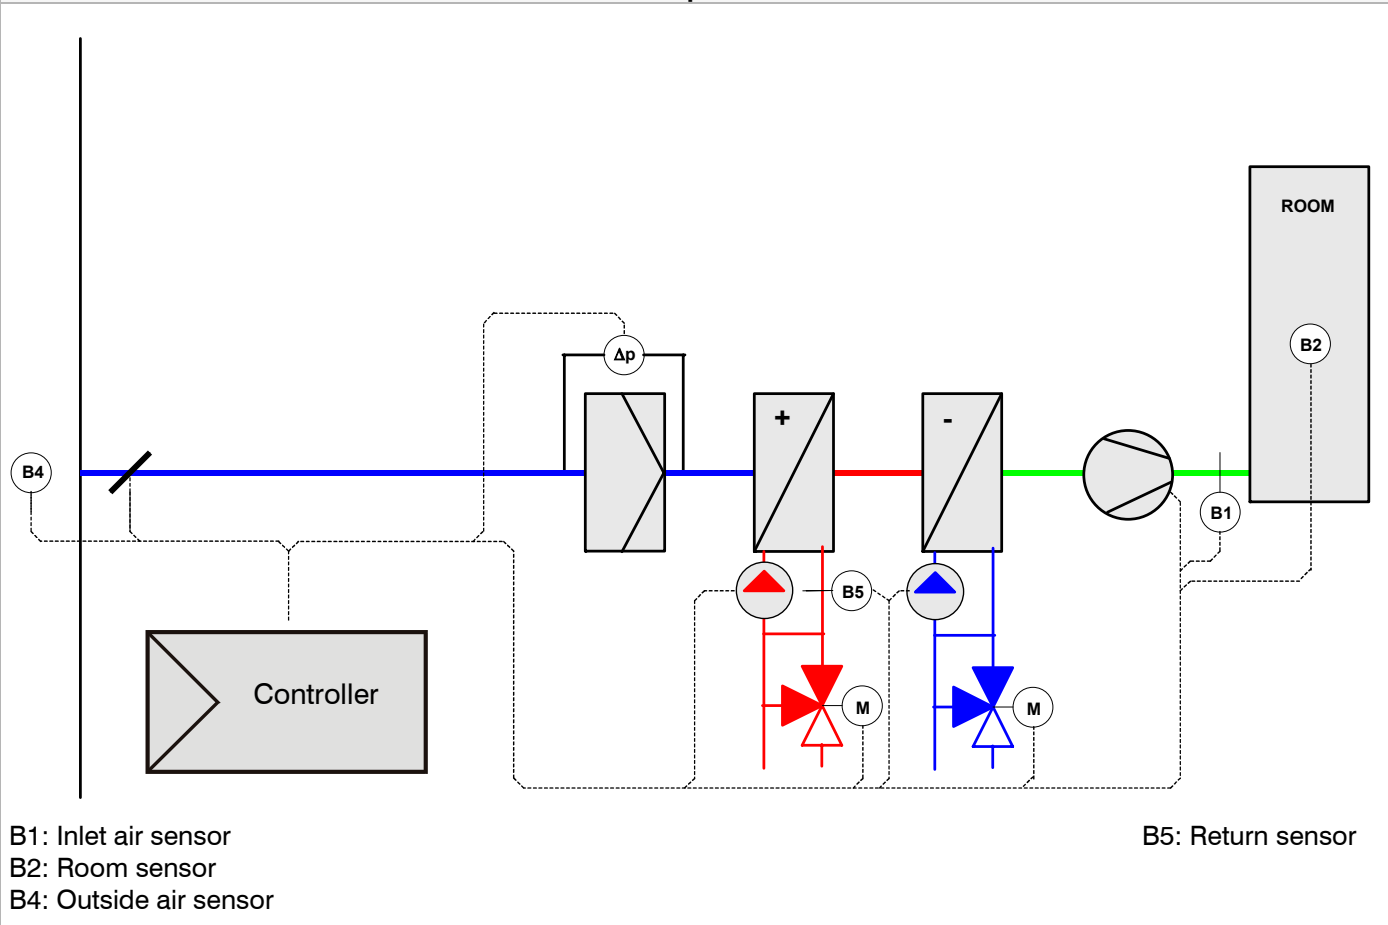 ROOM
Δp
B2
+
-
B4
B1
B5
M
M
Controller
B1: Inlet air sensor
B5: Return sensor
B2: Room sensor
B4: Outside air sensor